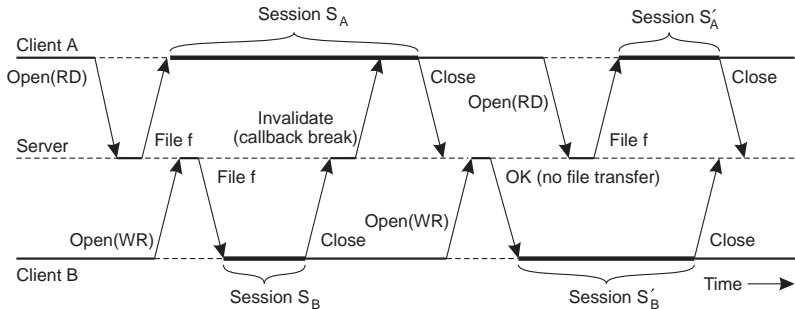 Session S_A
Session S′_A
Client A
Open(RD)
Close
Close
Open(RD)
Invalidate
(callback break)
Server
File f
File f
File f
OK (no file transfer)
Open(WR)
Open(WR)
Close
Close
Client B
Time
Session S_B
Session S′_B